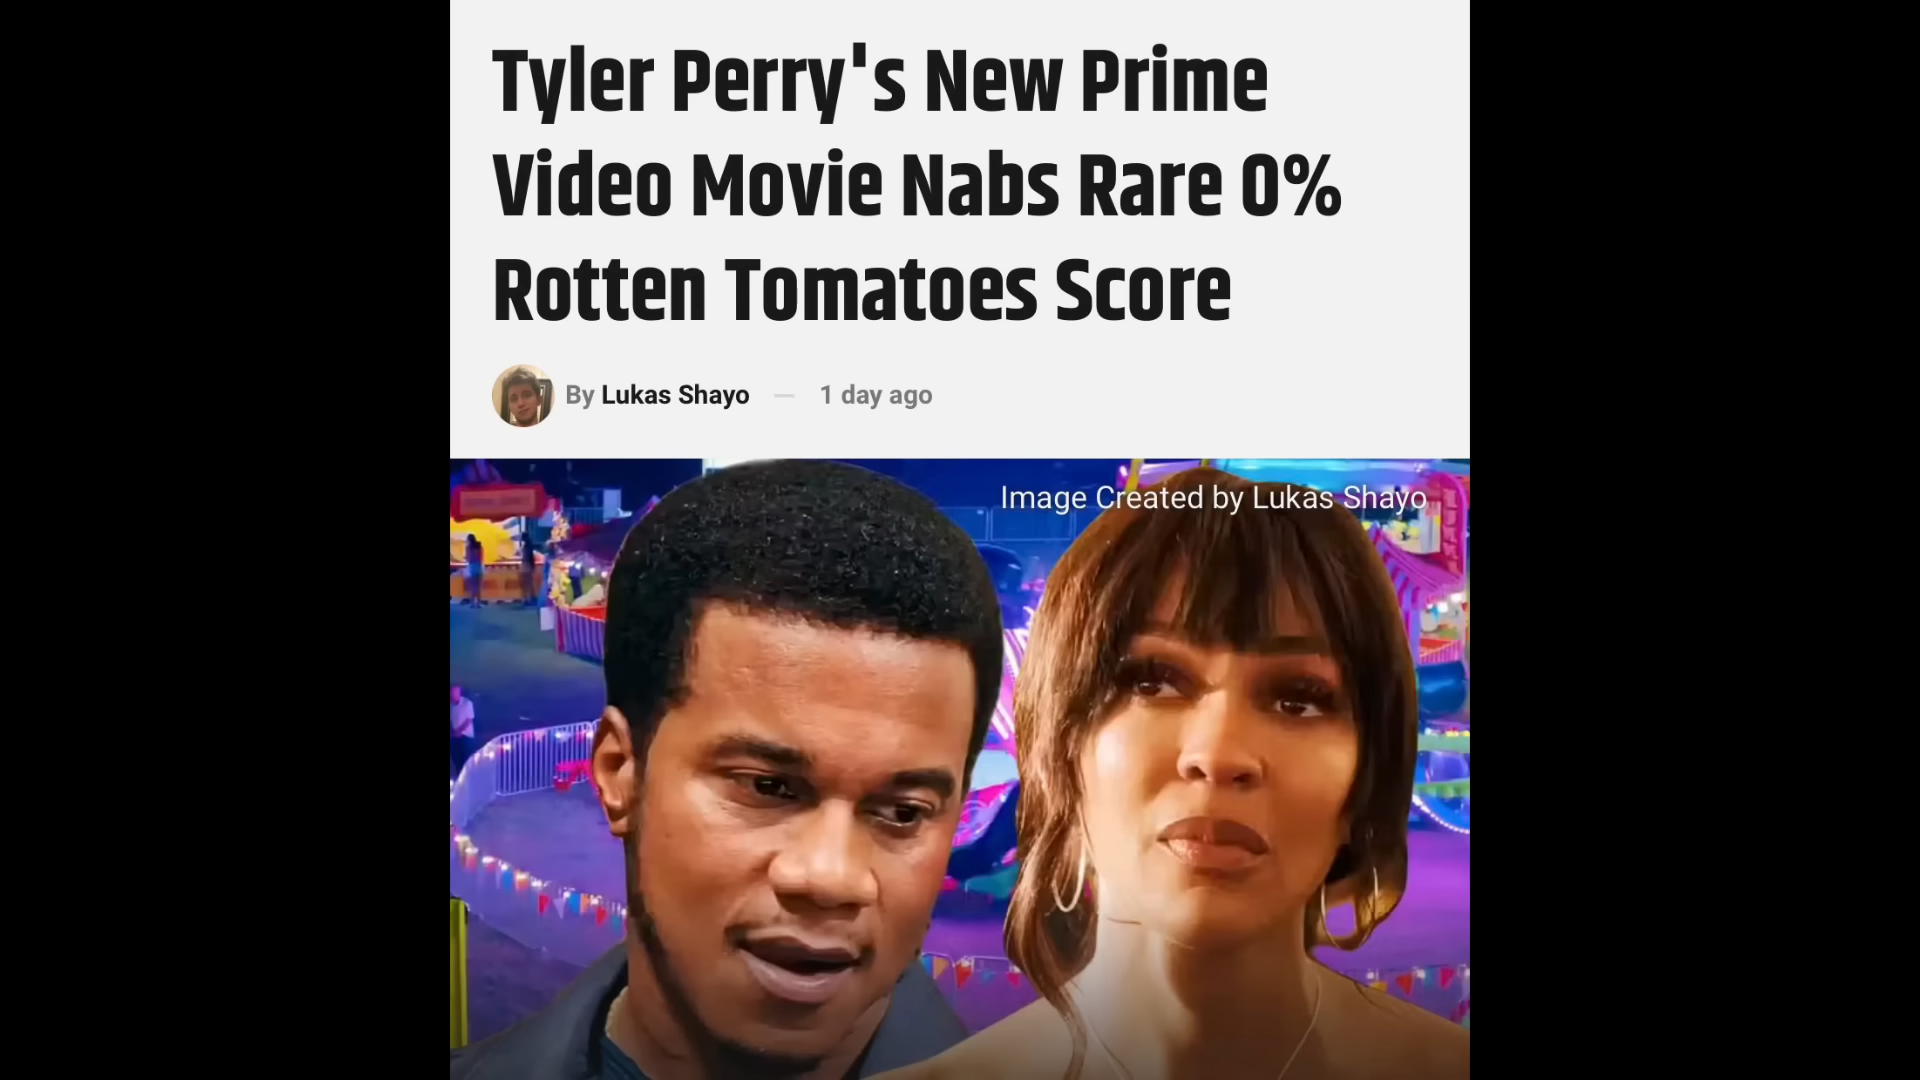 Tyler Perry's New Prime
Video Movie Nabs Rare 0%
Rotten Tomatoes Score
By Lukas Shayo — 1 day ago
Image Created by Lukas Shayo